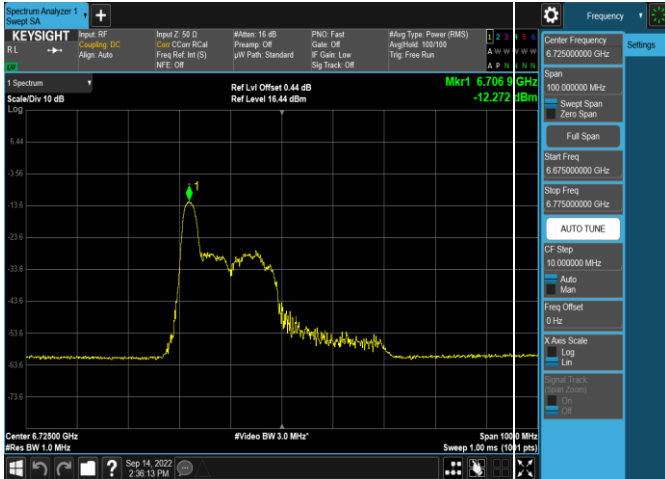 Spectrum Analyzer 1
Swept SA
KEYSIGHT
RL
Input: RF
Coupling: DC
Align: Auto
Input Z: 50 Ω
Corr CCorr RCal
Freq Ref: Int (S)
NFE: Off
#Atten: 16 dB
Preamp: Off
µW Path: Standard
PNO: Fast
Gate: Off
IF Gain: Low
Sig Track: Off
#Avg Type: Power (RMS)
Avg|Hold: 100/100
Trig: Free Run
1 2 3 4 5 6
A W W W W W
A P N N N N
LW
1 Spectrum
Scale/Div 10 dB
Log
Ref Lvl Offset 0.44 dB
Ref Level 16.44 dBm
Mkr1 6.706 9 GHz
-12.272 dBm
1
6.44
-3.56
-13.6
-23.6
-33.6
-43.6
-53.6
-63.6
-73.6
Center 6.72500 GHz
#Res BW 1.0 MHz
#Video BW 3.0 MHz*
Span 100.0 MHz
Sweep 1.00 ms (1001 pts)
?
Sep 14, 2022
2:36:13 PM
Frequency
Settings
Center Frequency
6.725000000 GHz
Span
100.000000 MHz
Swept Span
Zero Span
Full Span
Start Freq
6.675000000 GHz
Stop Freq
6.775000000 GHz
AUTO TUNE
CF Step
10.000000 MHz
Auto
Man
Freq Offset
0 Hz
X Axis Scale
Log
Lin
Signal Track
(Span Zoom)
On
Off